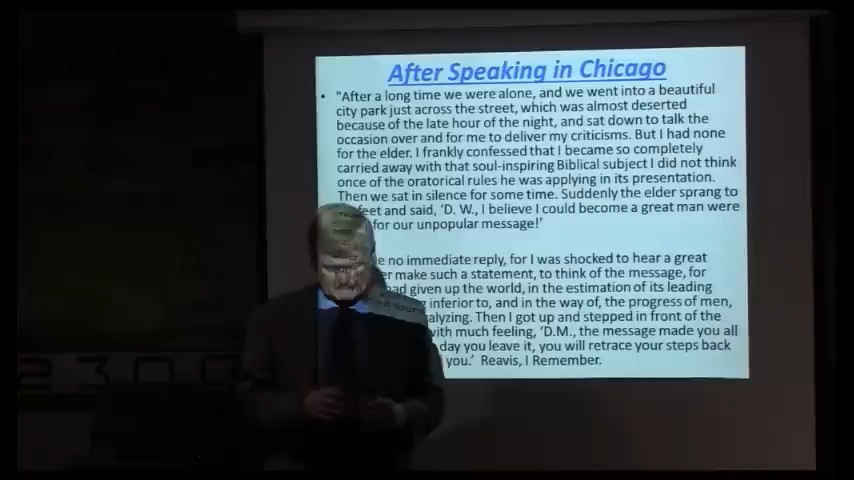 After Speaking in Chicago
• "After a long time we were alone, and we went into a beautiful
city park just across the street, which was almost deserted
because of the late hour of the night, and sat down to talk the
occasion over and for me to deliver my criticisms. But I had none
for the elder. I frankly confessed that I became so completely
carried away with that soul-inspiring Biblical subject I did not think
once of the oratorical rules he was applying in its presentation.
Then we sat in silence for some time. Suddenly the elder sprang to
feet and said, 'D. W., I believe I could become a great man were
for our unpopular message!'
no immediate reply, for I was shocked to hear a great
make such a statement, to think of the message, for
had given up the world, in the estimation of its leading
inferior to, and in the way of, the progress of men,
Then I got up and stepped in front of the
with much feeling, 'D.M., the message made you all
day you leave it, you will retrace your steps back
you.' Reavis, I Remember.
2300